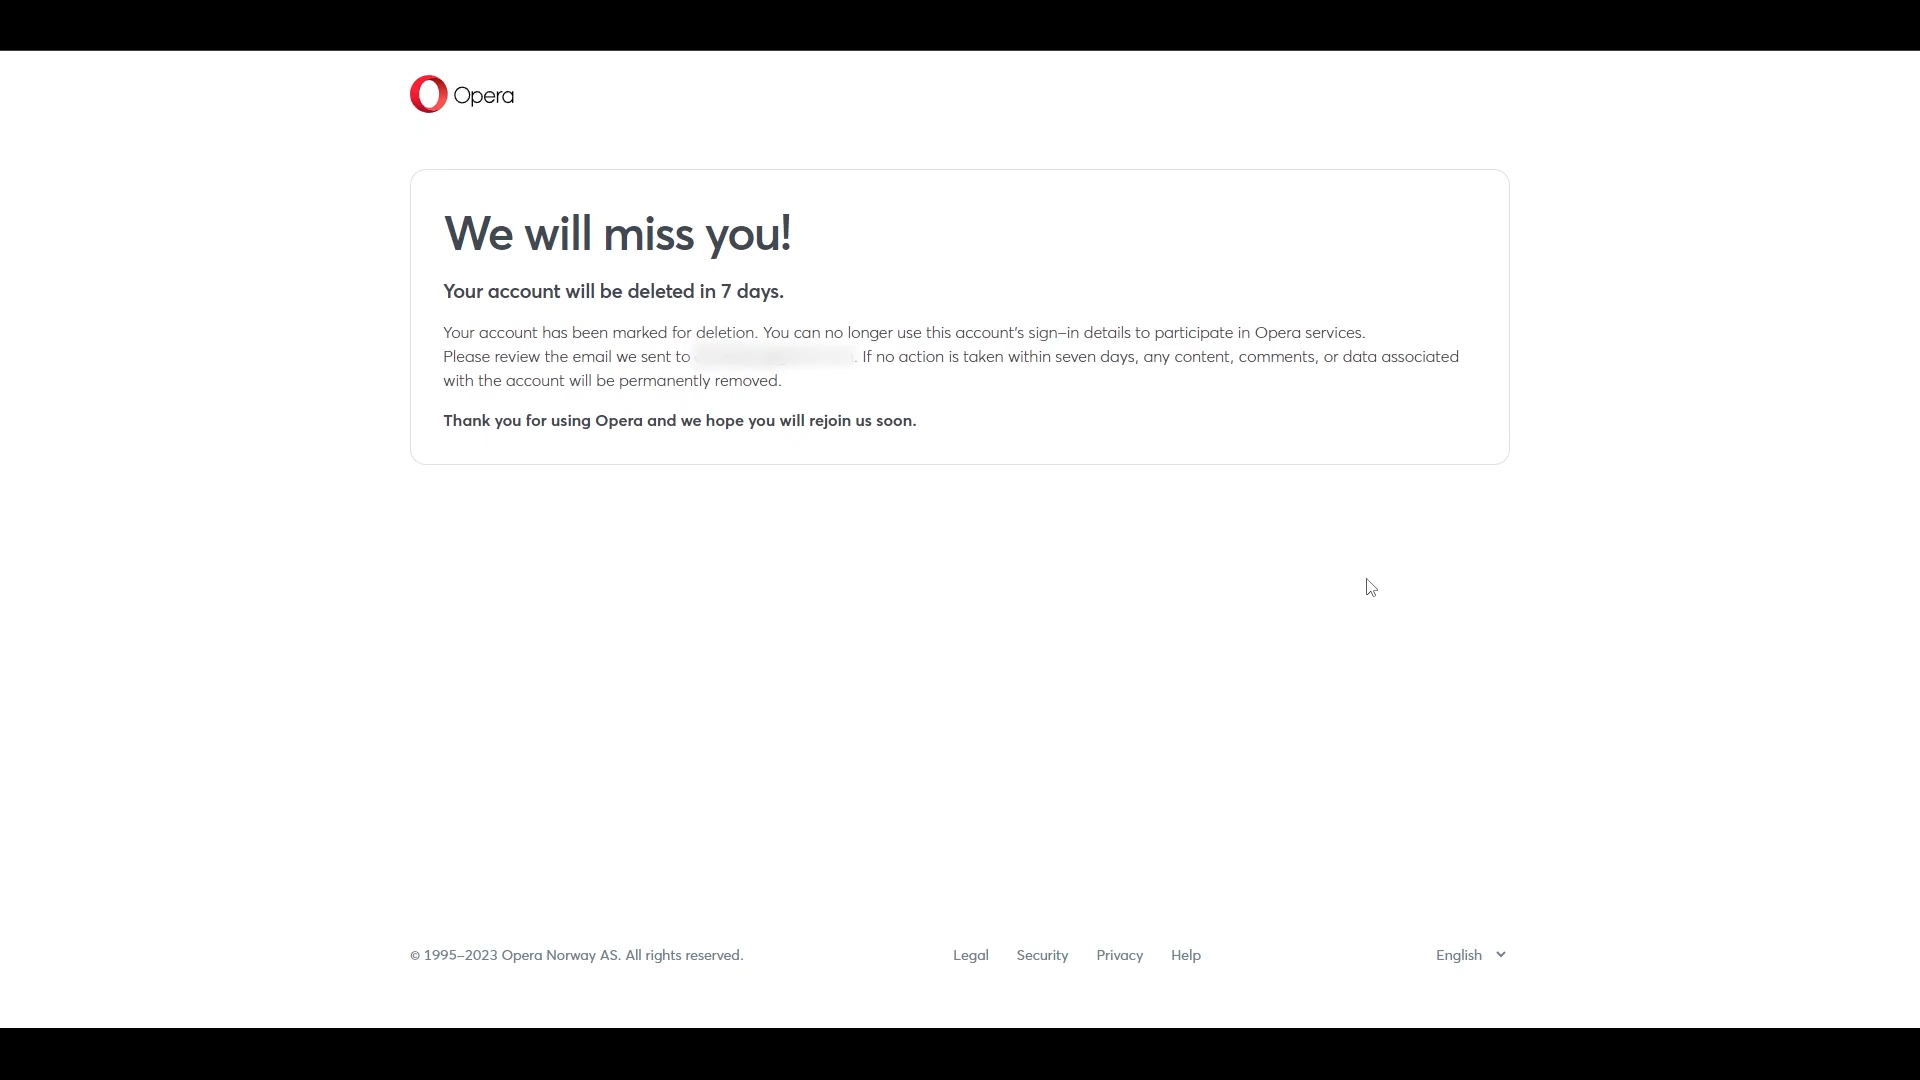 Opera
We will miss you!
Your account will be deleted in 7 days.
Your account has been marked for deletion. You can no longer use this account's sign-in details to participate in Opera services.
Please review the email we sent to . If no action is taken within seven days, any content, comments, or data associated
with the account will be permanently removed.
Thank you for using Opera and we hope you will rejoin us soon.
© 1995–2023 Opera Norway AS. All rights reserved. Legal Security Privacy Help English